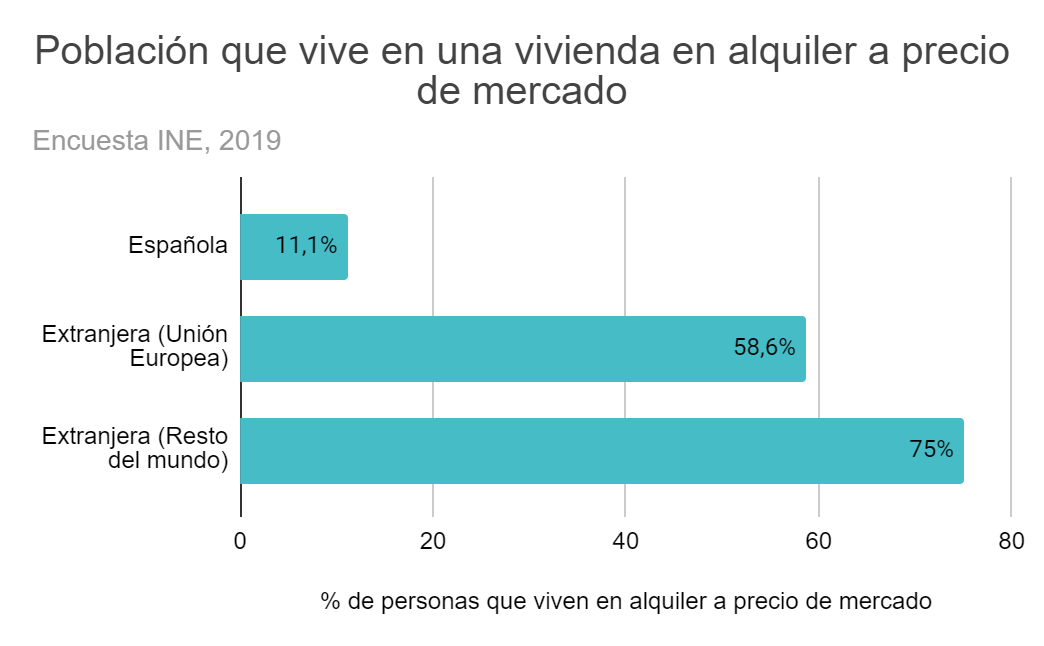 Población que vive en una vivienda en alquiler a precio
de mercado
Encuesta INE, 2019
Española
11,1%
Extranjera (Unión
Europea)
58,6%
Extranjera (Resto
del mundo)
75%
0
20
40
60
80
% de personas que viven en alquiler a precio de mercado